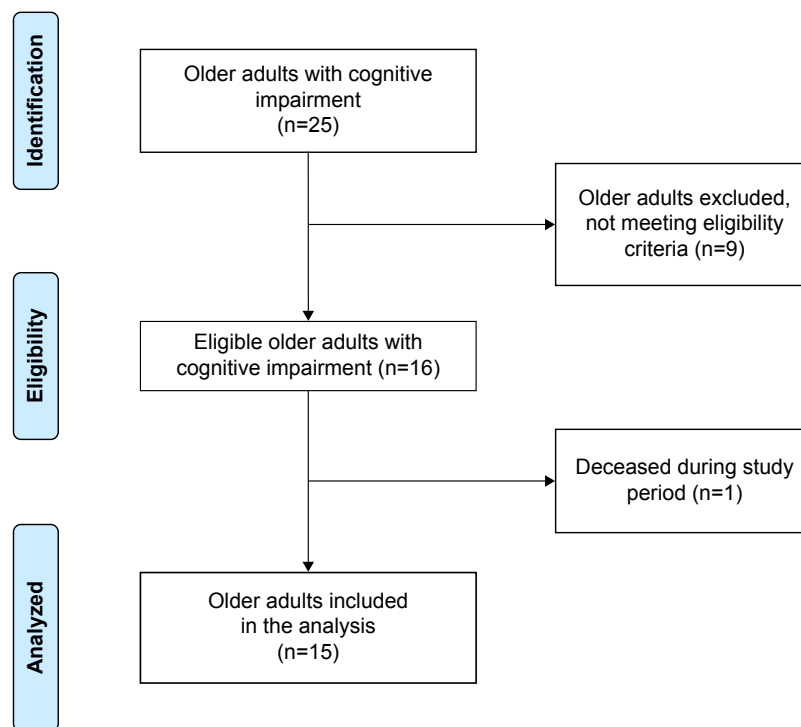 Identification
Older adults with cognitive
impairment
(n=25)
Older adults excluded,
not meeting eligibility
criteria (n=9)
Eligibility
Eligible older adults with
cognitive impairment (n=16)
Deceased during study
period (n=1)
Analyzed
Older adults included
in the analysis
(n=15)